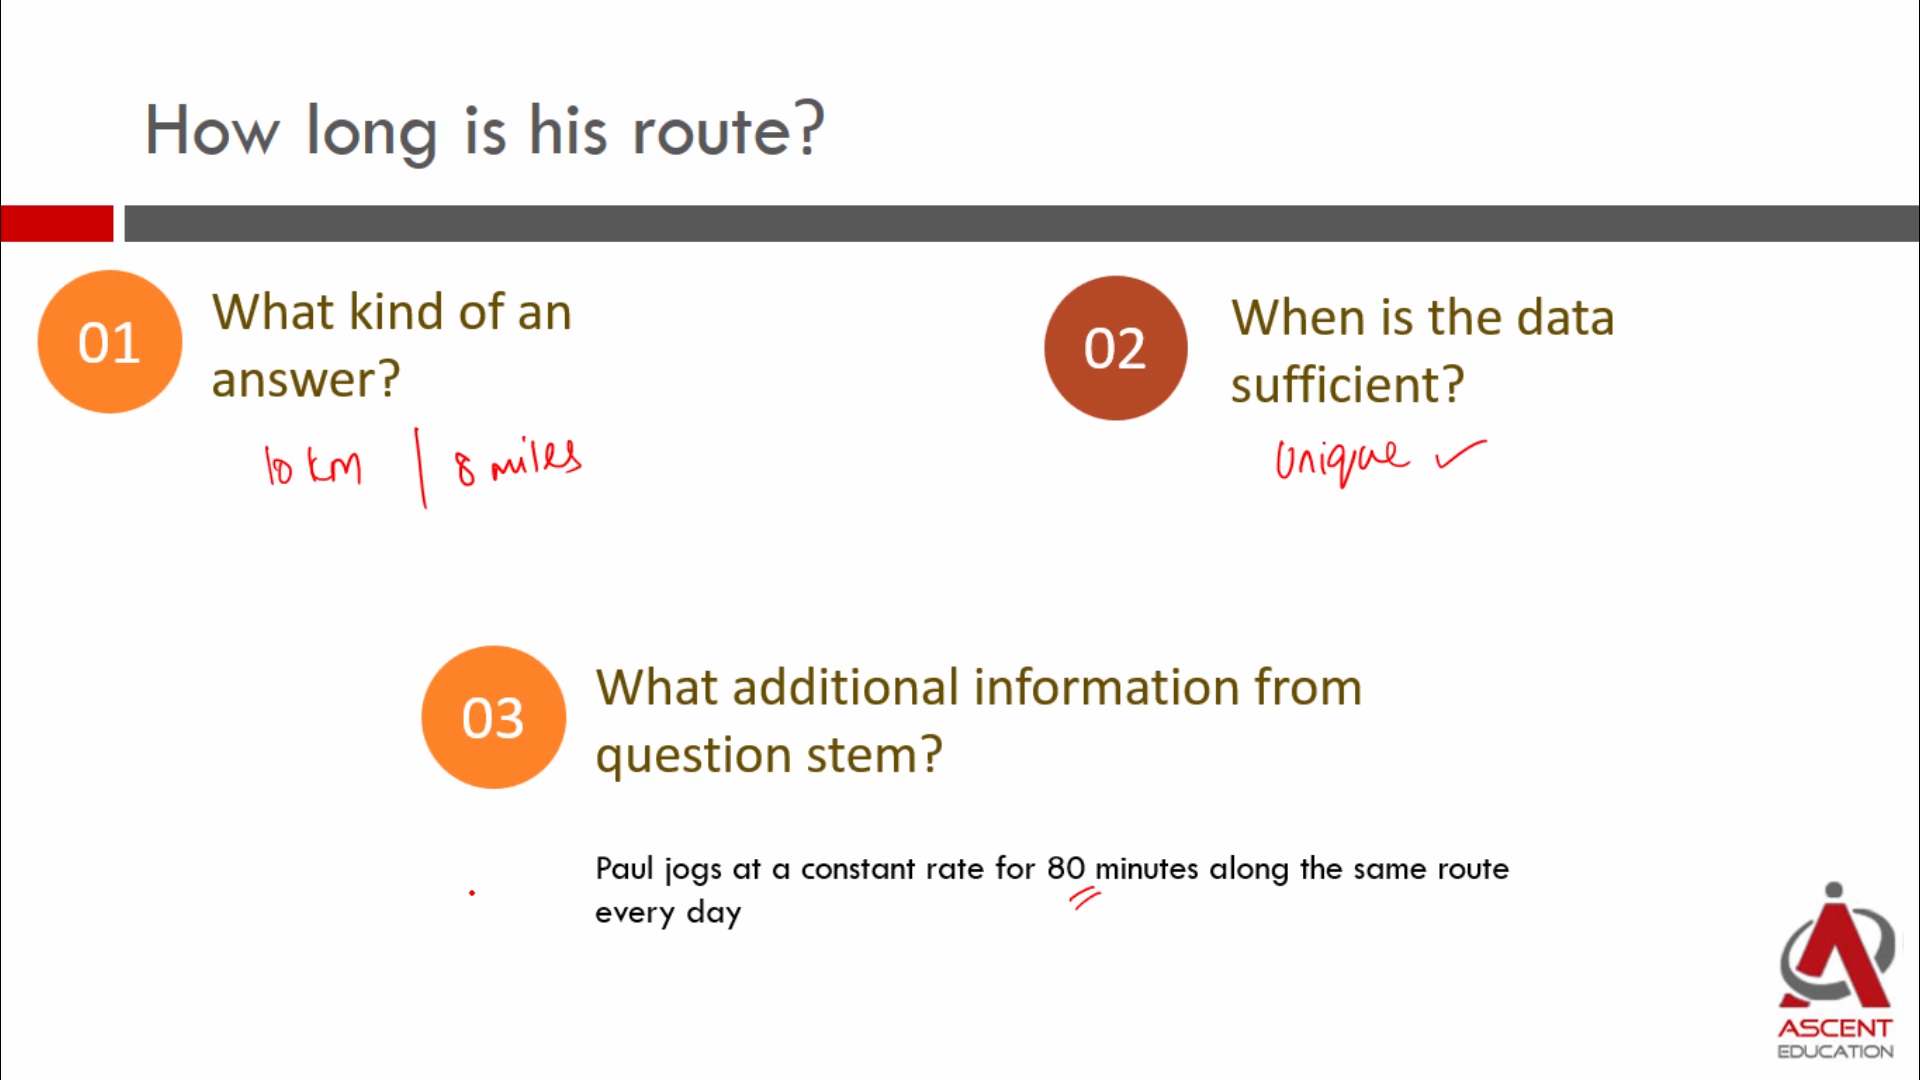 How long is his route?
01
What kind of an
answer?
10 km | 8 miles
02
When is the data
sufficient?
Unique ✓
03
What additional information from
question stem?
Paul jogs at a constant rate for 80 minutes along the same route
every day
ASCENT
EDUCATION